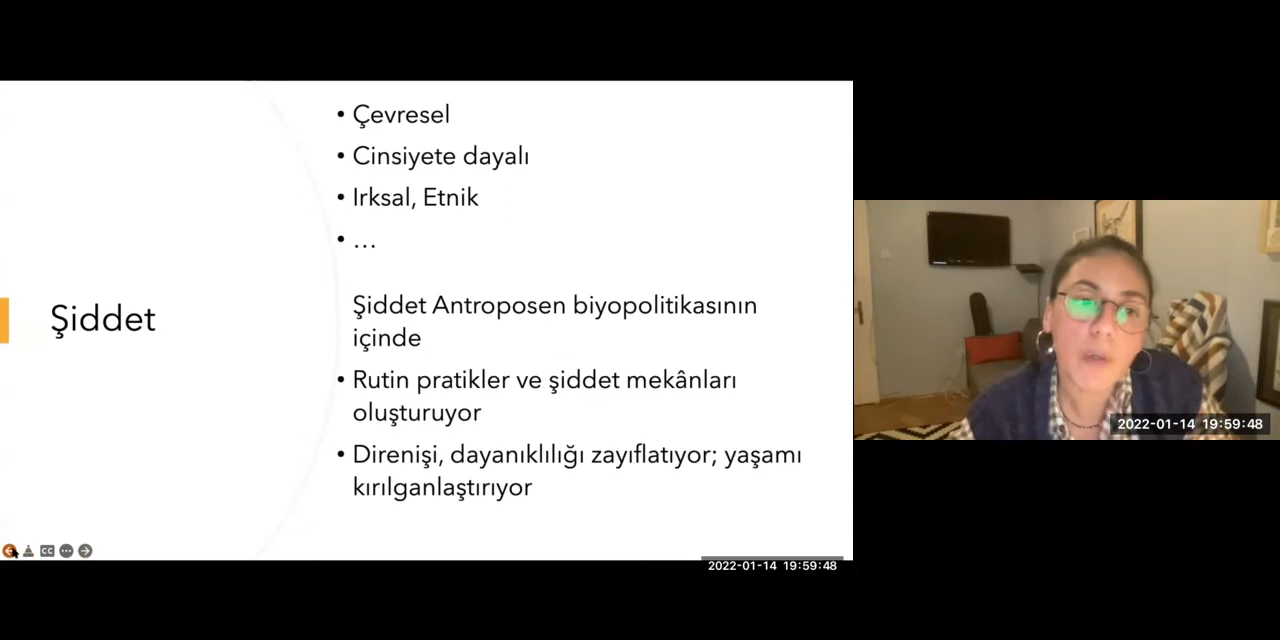 Şiddet
• Çevresel
• Cinsiyete dayalı
• Irksal, Etnik
• …
Şiddet Antroposen biyopolitikasının
içinde
• Rutin pratikler ve şiddet mekânları
oluşturuyor
• Direnişi, dayanıklılığı zayıflatıyor; yaşamı
kırılganlaştırıyor
CC
2022-01-14 19:59:48
2022-01-14 19:59:48